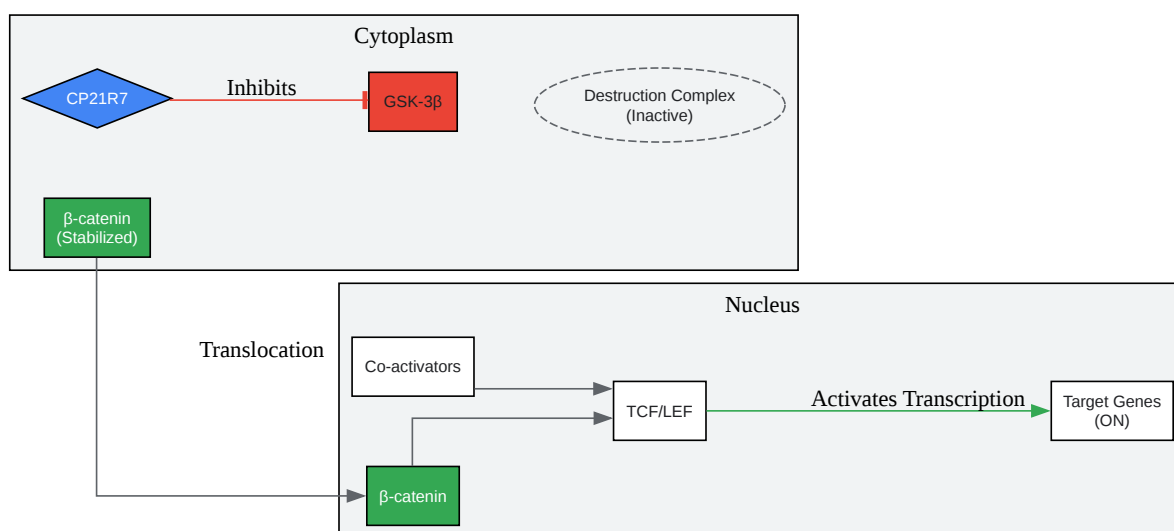 Cytoplasm
CP21R7
Inhibits
GSK-3β
Destruction Complex
(Inactive)
β-catenin
(Stabilized)
Nucleus
Translocation
Co-activators
TCF/LEF
Activates Transcription
Target Genes
(ON)
β-catenin